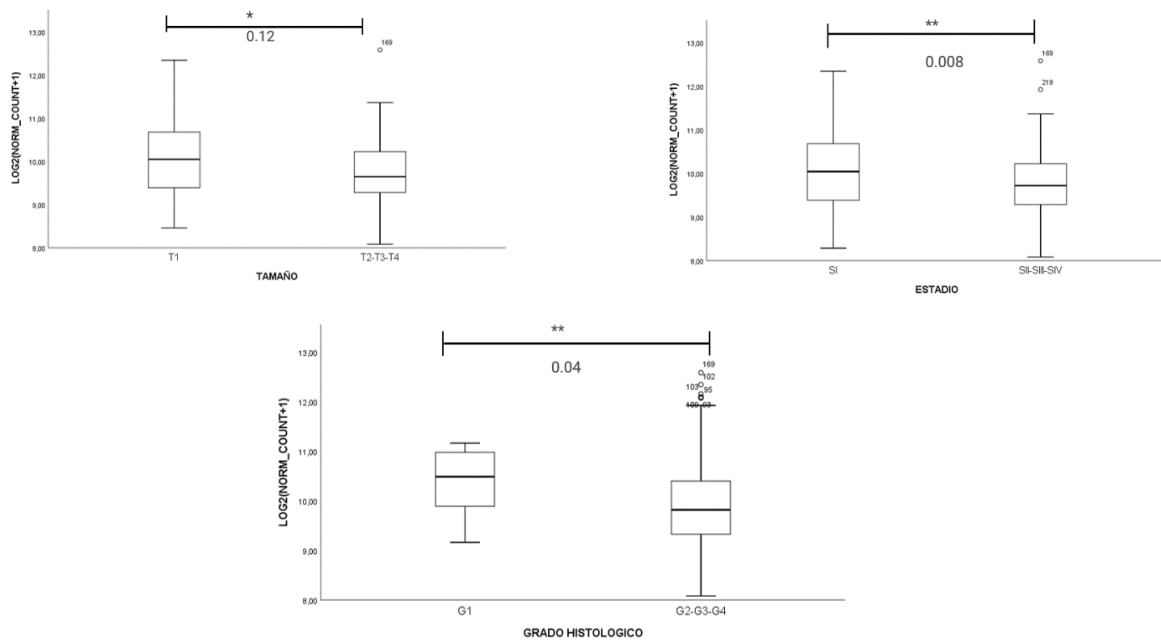 *
0.12
13,00
169
12,00
11,00
10,00
9,00
8,00
LOG2(NORM_COUNT+1)
T1
T2-T3-T4
TAMAÑO
**
0.008
13,00
169
12,00
219
11,00
10,00
9,00
8,00
LOG2(NORM_COUNT+1)
SI
SII-SIII-SIV
ESTADIO
**
0.04
13,00
169
102
103
95
12,00
11,00
10,00
9,00
8,00
LOG2(NORM_COUNT+1)
G1
G2-G3-G4
GRADO HISTOLOGICO